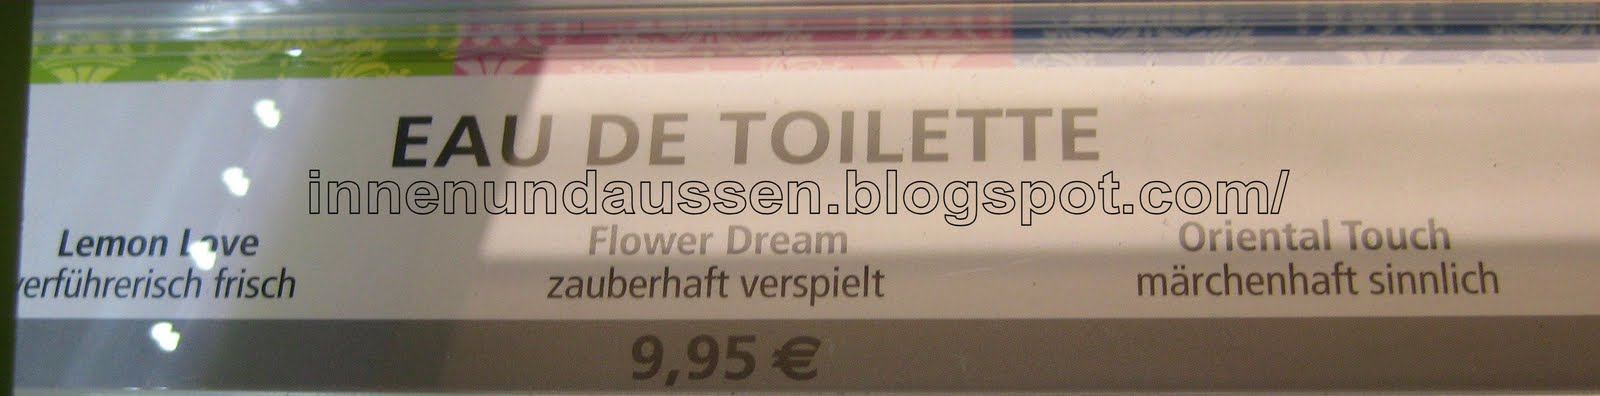 EAU DE TOILETTE
innenundaussen.blogspot.com/
Lemon Love
verführerisch frisch
Flower Dream
zauberhaft verspielt
Oriental Touch
märchenhaft sinnlich
9,95 €